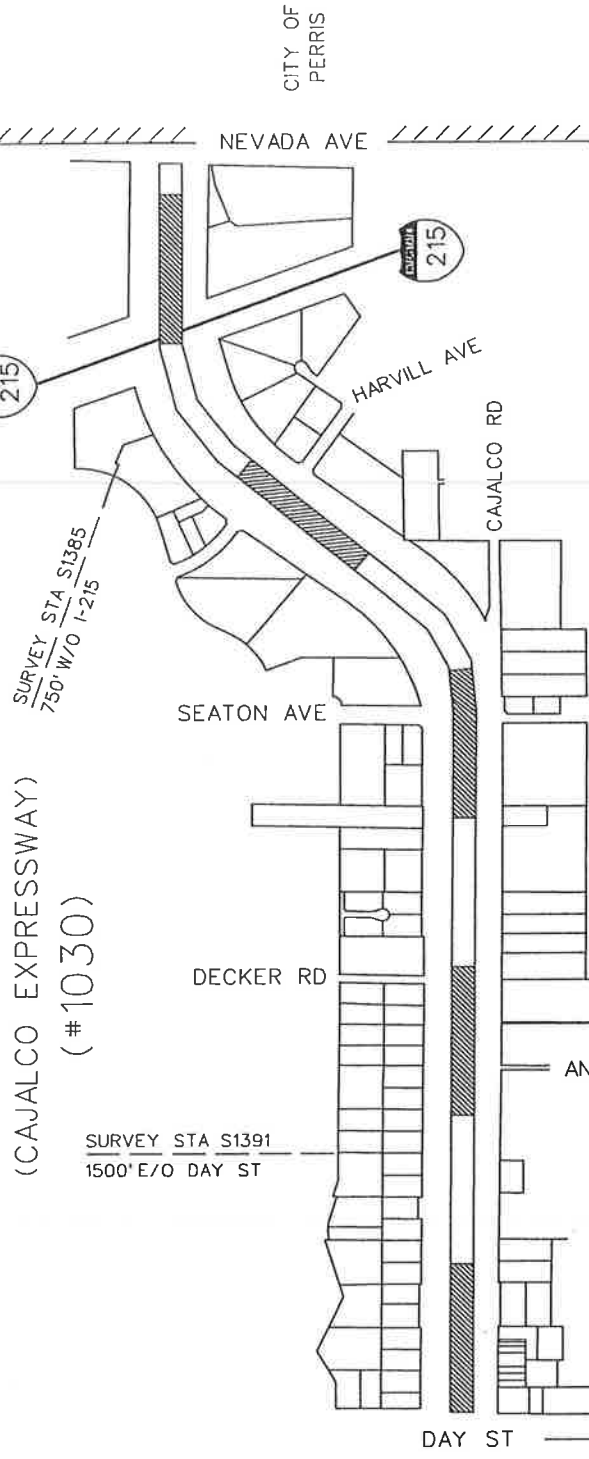 CITY OF
PERRIS
NEVADA AVE
215
215
HARVILL AVE
CAJALCO RD
SURVEY STA S1385
750' W/O I-215
SEATON AVE
(CAJALCO EXPRESSWAY)
(#1030)
DECKER RD
SURVEY STA S1391
1500' E/O DAY ST
AN
DAY ST